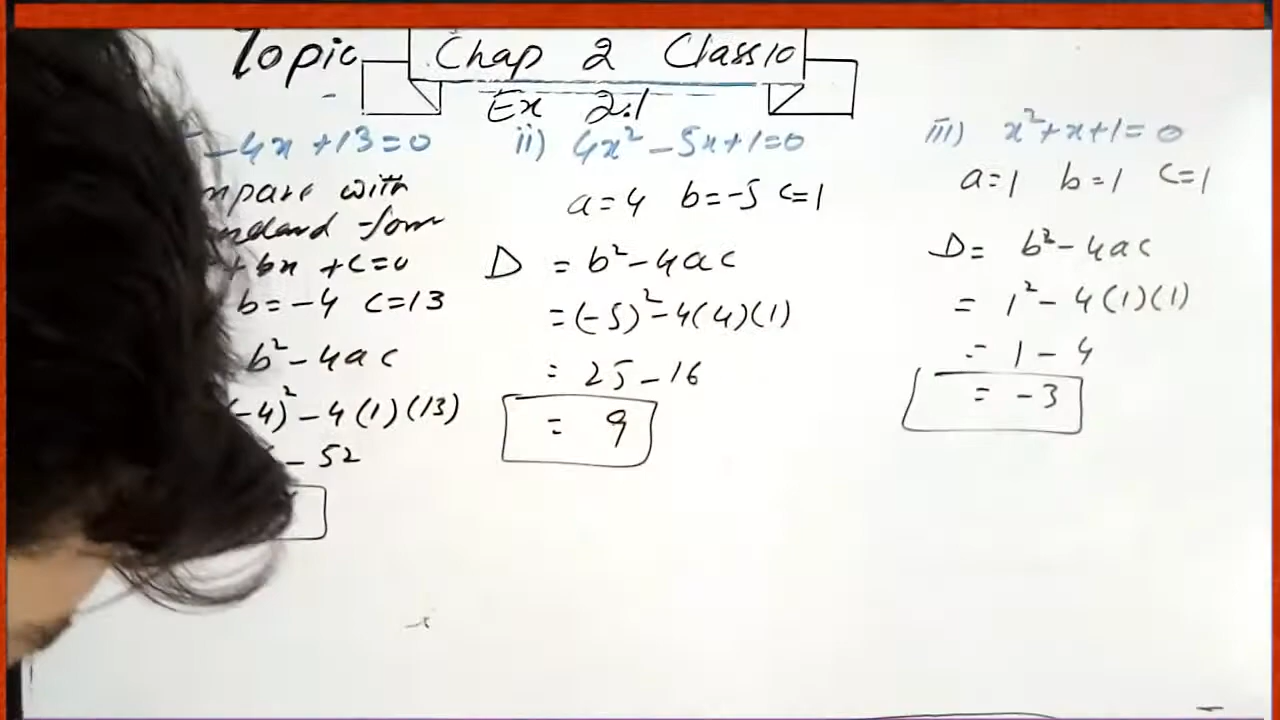 Topic
Chap 2 Class 10
Ex 2.1
- 4x + 13 = 0
with
form
+ bx + c = 0
b = -4 c = 13
b² - 4ac
(-4)² - 4(1)(13)
- 52
ii) 4x² - 5x + 1 = 0
a = 4 b = -5 c = 1
D = b² - 4ac
= (-5)² - 4(4)(1)
= 25 - 16
= 9
iii) x² + x + 1 = 0
a = 1 b = 1 c = 1
D = b² - 4ac
= 1² - 4(1)(1)
= 1 - 4
= -3